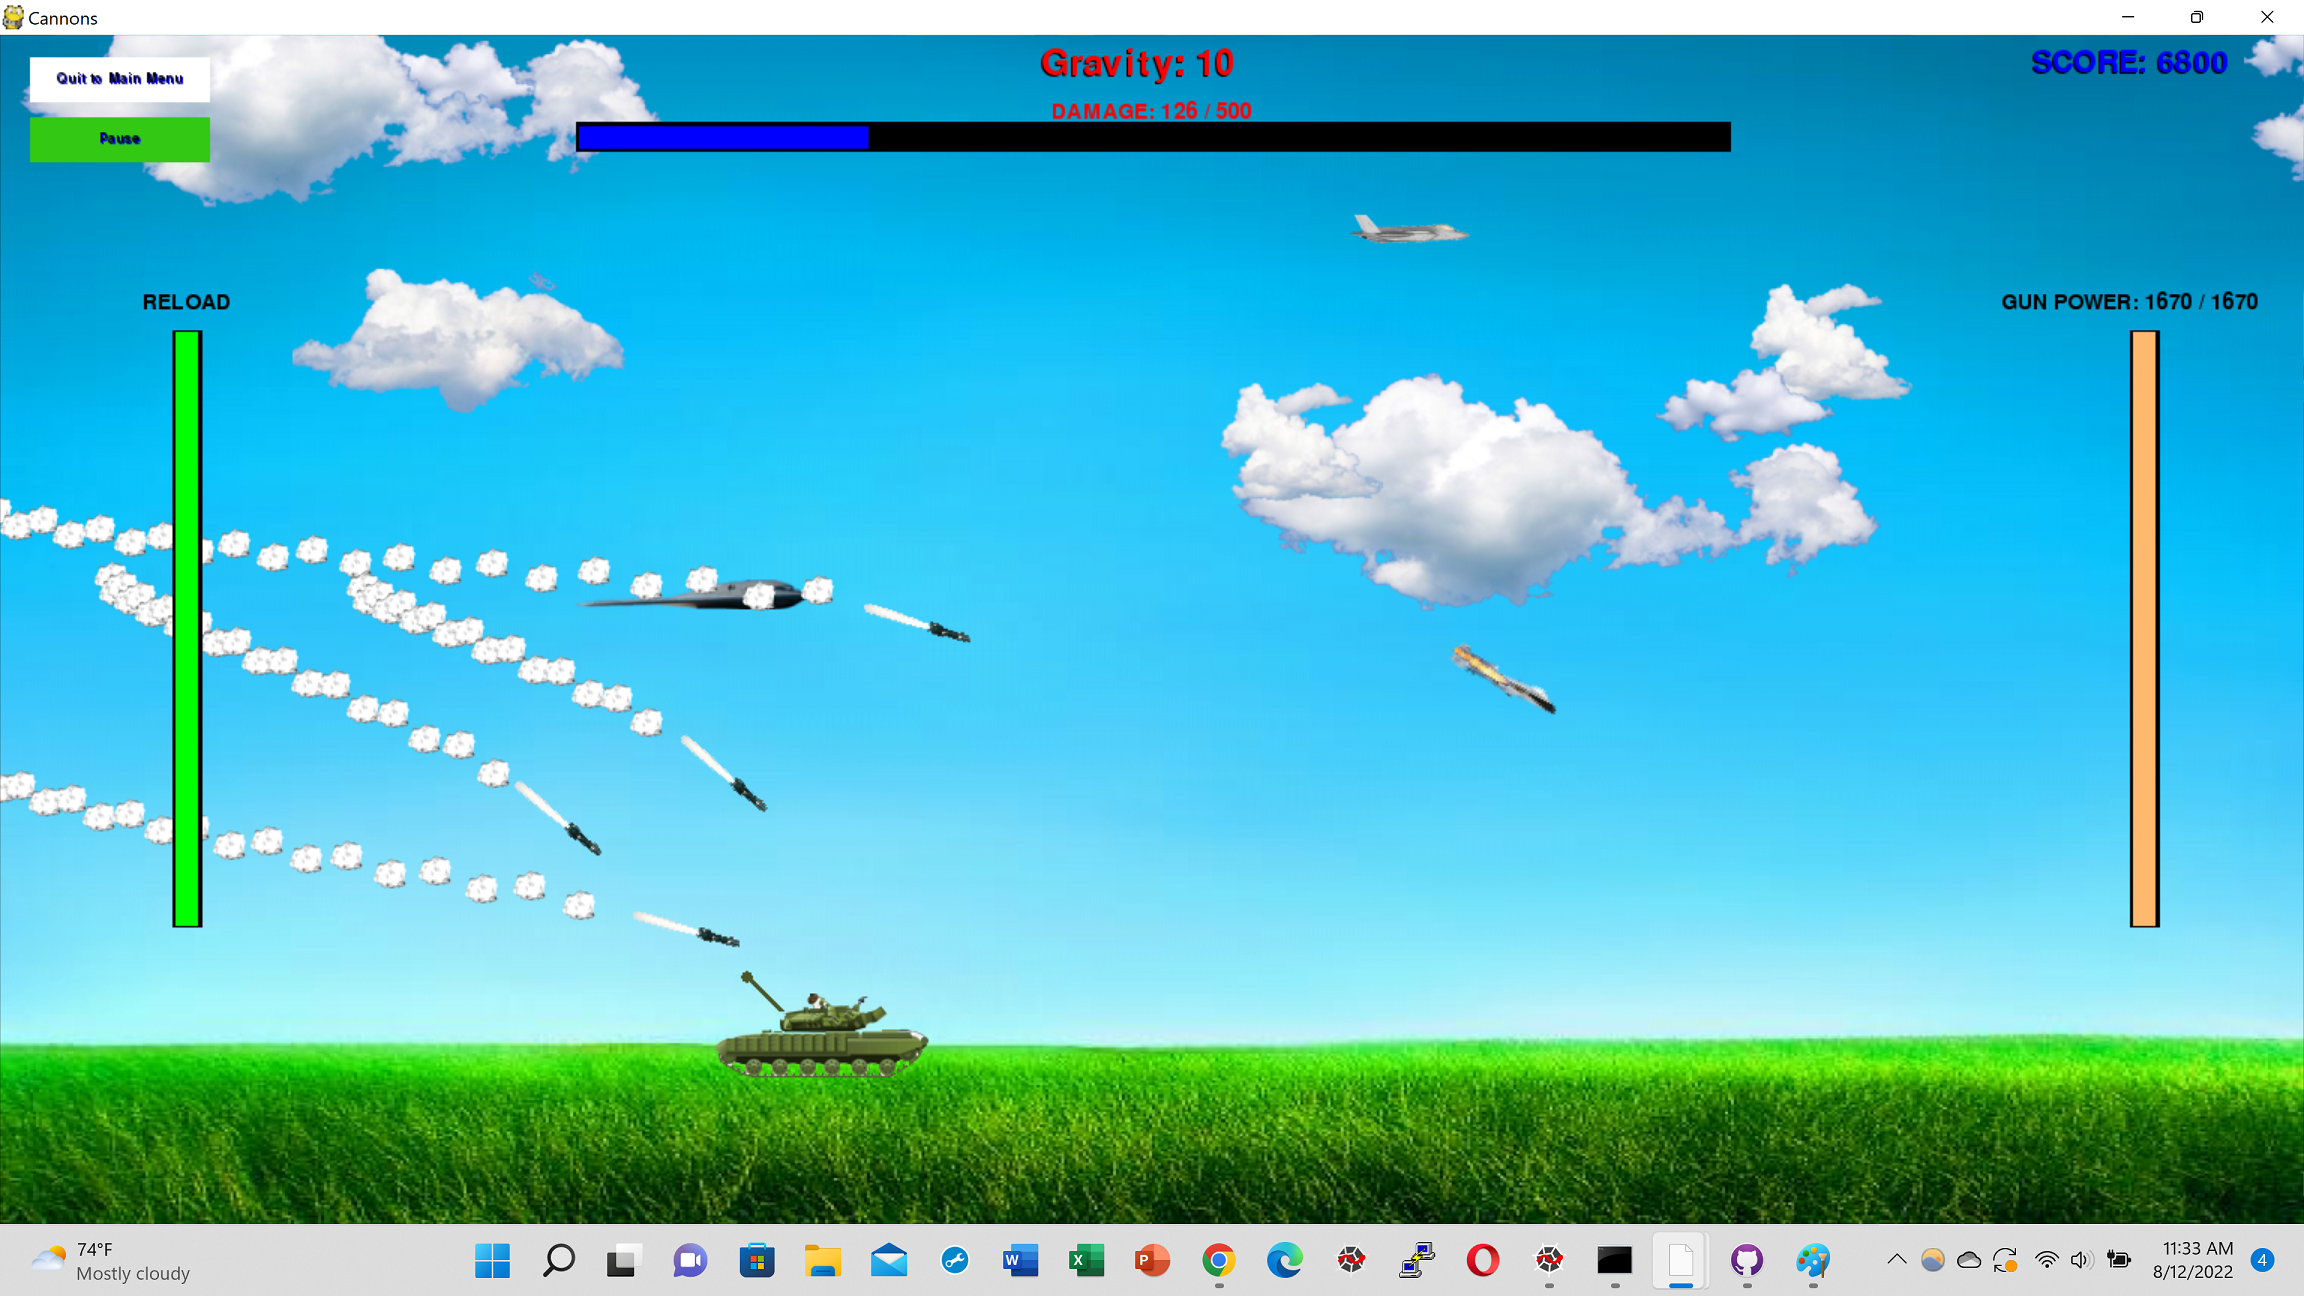 Cannons
Quit to Main Menu
Pause
Gravity: 10
DAMAGE: 126 / 500
SCORE: 6800
RELOAD
GUN POWER: 1670 / 1670
74°F
Mostly cloudy
W
X
P
11:33 AM
8/12/2022
4